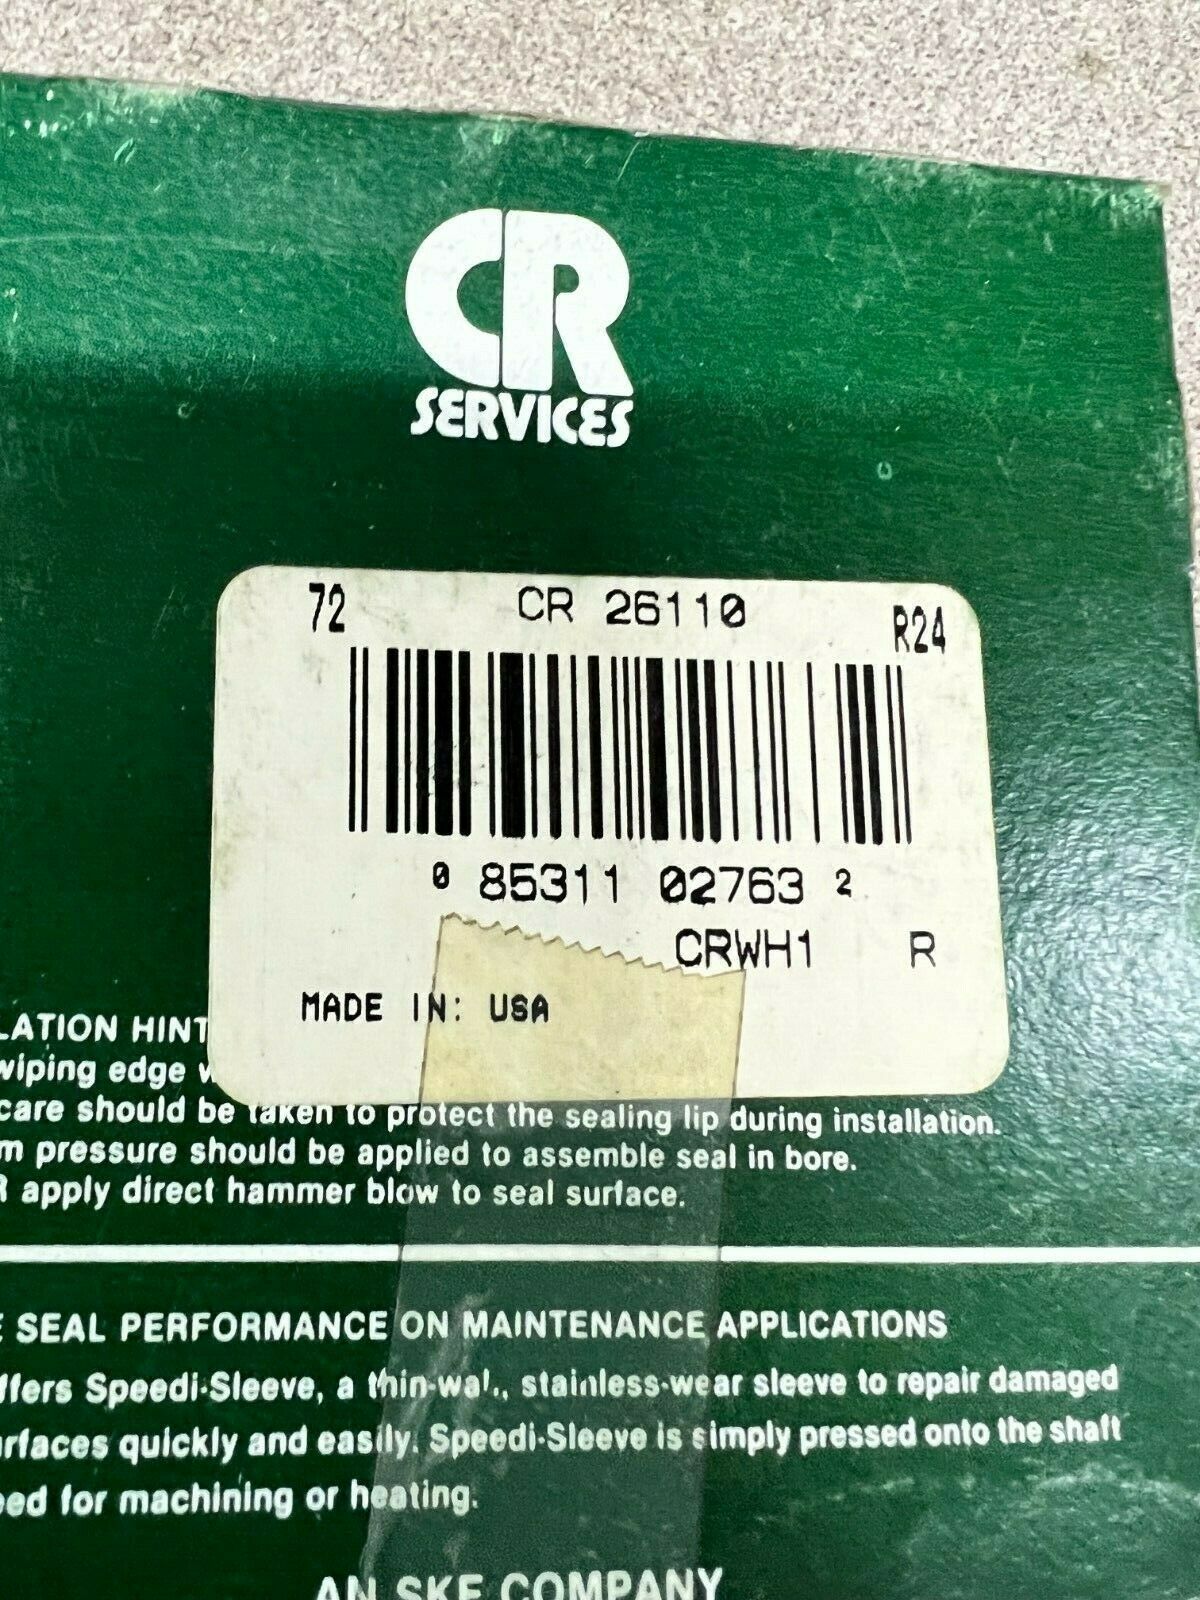 CR
SERVICES
72 CR 26110 R24
0 85311 02763 2
CRWH1 R
MADE IN: USA
LATION HINT
wiping edge
care should be taken to protect the sealing lip during installation.
m pressure should be applied to assemble seal in bore.
R apply direct hammer blow to seal surface.
E SEAL PERFORMANCE ON MAINTENANCE APPLICATIONS
ffers Speedi-Sleeve, a thin-wall, stainless-wear sleeve to repair damaged
urfaces quickly and easily. Speedi-Sleeve is simply pressed onto the shaft
eed for machining or heating.
AN SKF COMPANY